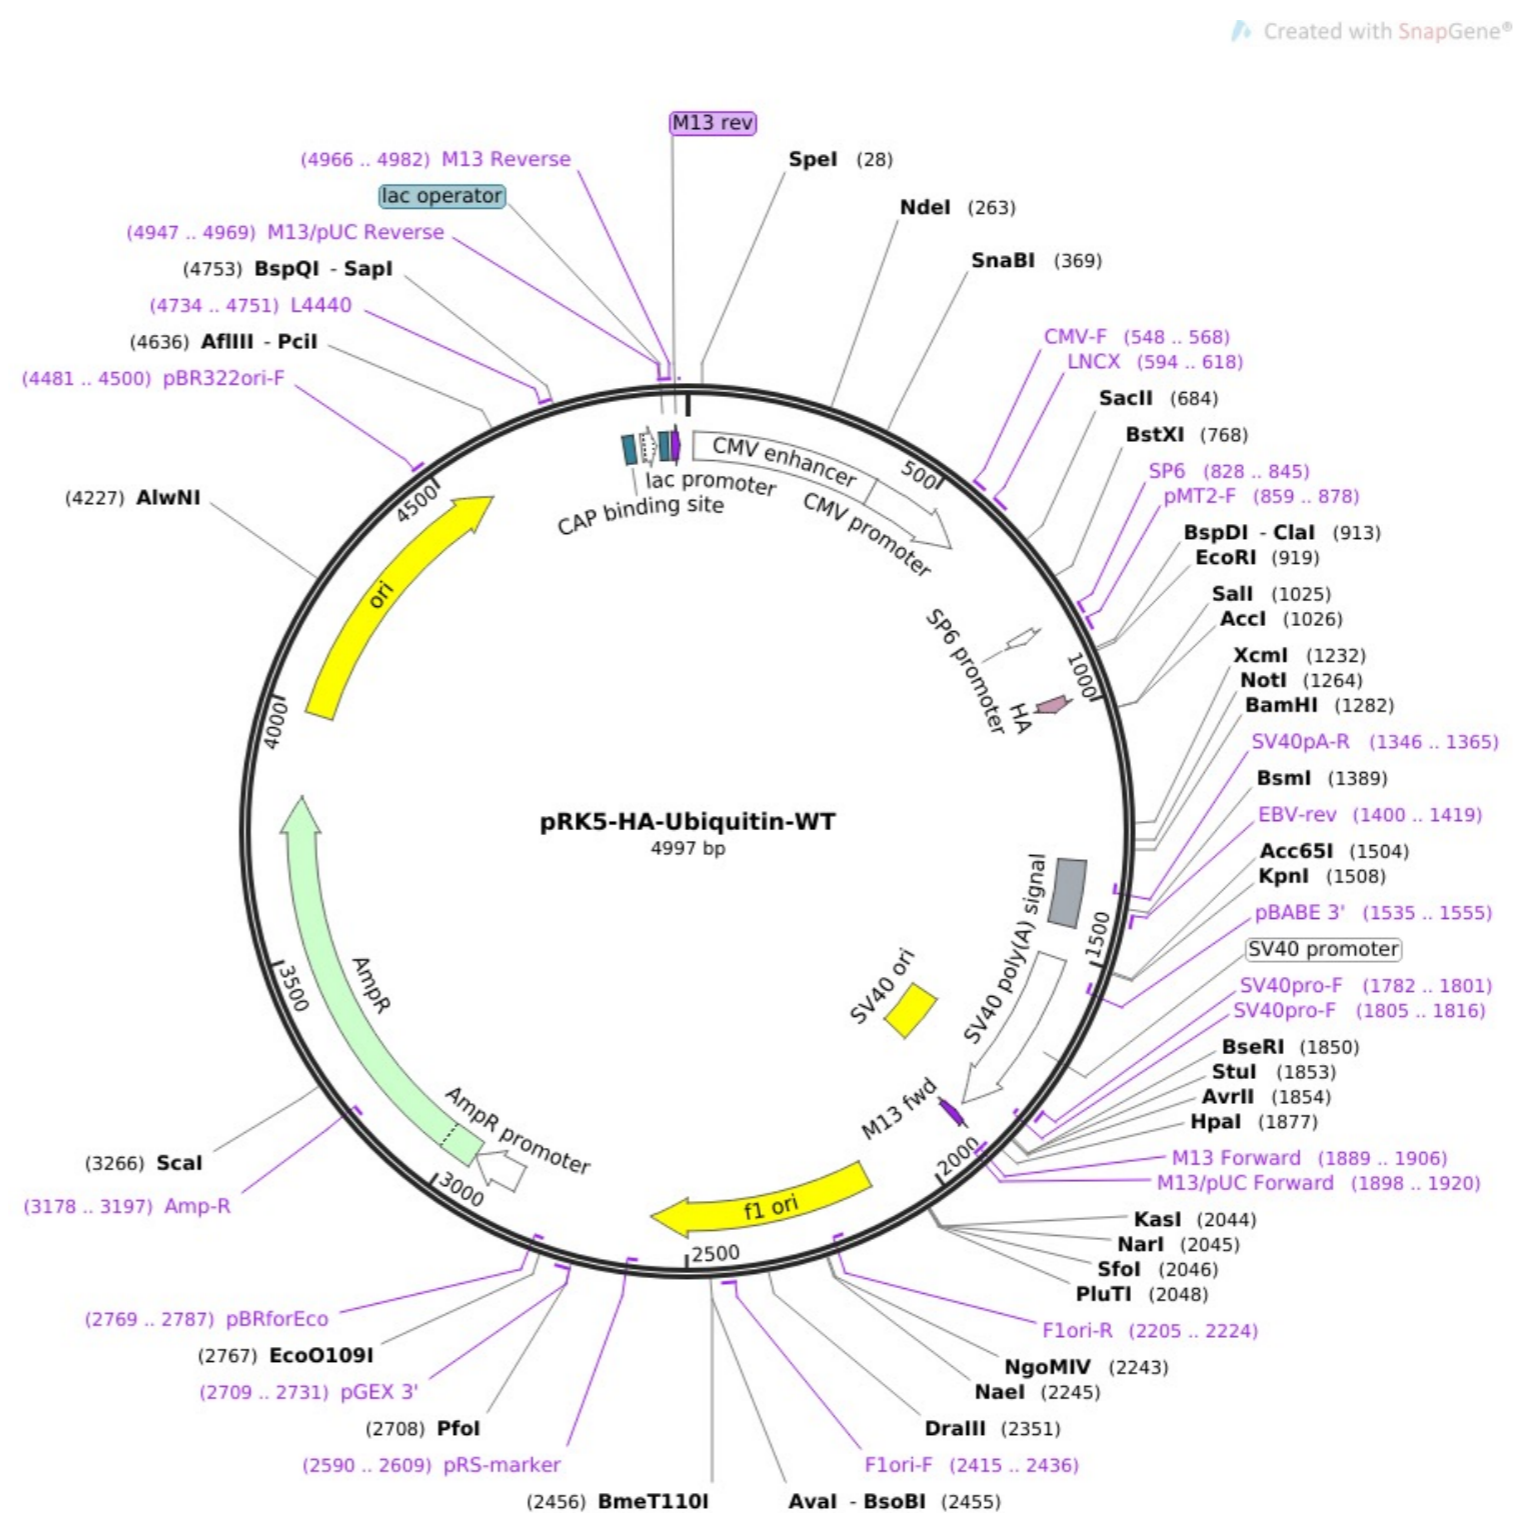 Created with SnapGene®
M13 rev
(4966 .. 4982) M13 Reverse
SpeI (28)
lac operator
NdeI (263)
(4947 .. 4969) M13/pUC Reverse
SnaBI (369)
(4753) BspQI - SapI
(4734 .. 4751) L4440
CMV-F (548 .. 568)
(4636) AflIII - PciI
LNCX (594 .. 618)
(4481 .. 4500) pBR322ori-F
SacII (684)
BstXI (768)
CMV enhancer
500
SP6 (828 .. 845)
lac promoter
(4227) AlwNI
pMT2-F (859 .. 878)
4500
CAP binding site
CMV promoter
BspDI - ClaI (913)
EcoRI (919)
ori
SalI (1025)
AccI (1026)
SP6 promoter
XcmI (1232)
1000
NotI (1264)
BamHI (1282)
HA
4000
SV40pA-R (1346 .. 1365)
BsmI (1389)
EBV-rev (1400 .. 1419)
pRK5-HA-Ubiquitin-WT
4997 bp
Acc65I (1504)
KpnI (1508)
pBABE 3' (1535 .. 1555)
1500
SV40 poly(A) signal
SV40 promoter
SV40 ori
AmpR
3500
SV40pro-F (1782 .. 1801)
SV40pro-F (1805 .. 1816)
BseRI (1850)
StuI (1853)
AvrII (1854)
HpaI (1877)
M13 fwd
AmpR promoter
2000
M13 Forward (1889 .. 1906)
(3266) ScaI
M13/pUC Forward (1898 .. 1920)
3000
(3178 .. 3197) Amp-R
f1 ori
KasI (2044)
NarI (2045)
2500
SfoI (2046)
PluTI (2048)
(2769 .. 2787) pBRforEco
F1ori-R (2205 .. 2224)
(2767) EcoO109I
NgoMIV (2243)
(2709 .. 2731) pGEX 3'
NaeI (2245)
(2708) PfoI
DraIII (2351)
(2590 .. 2609) pRS-marker
F1ori-F (2415 .. 2436)
(2456) BmeT110I
AvaI - BsoBI (2455)